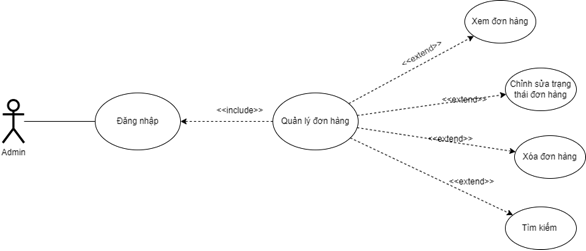 Xem đơn hàng
<<extend>>
Chỉnh sửa trạng
thái đơn hàng
<<extend>>
Đăng nhập
<<include>>
Quản lý đơn hàng
<<extend>>
Xóa đơn hàng
Admin
<<extend>>
Tìm kiếm